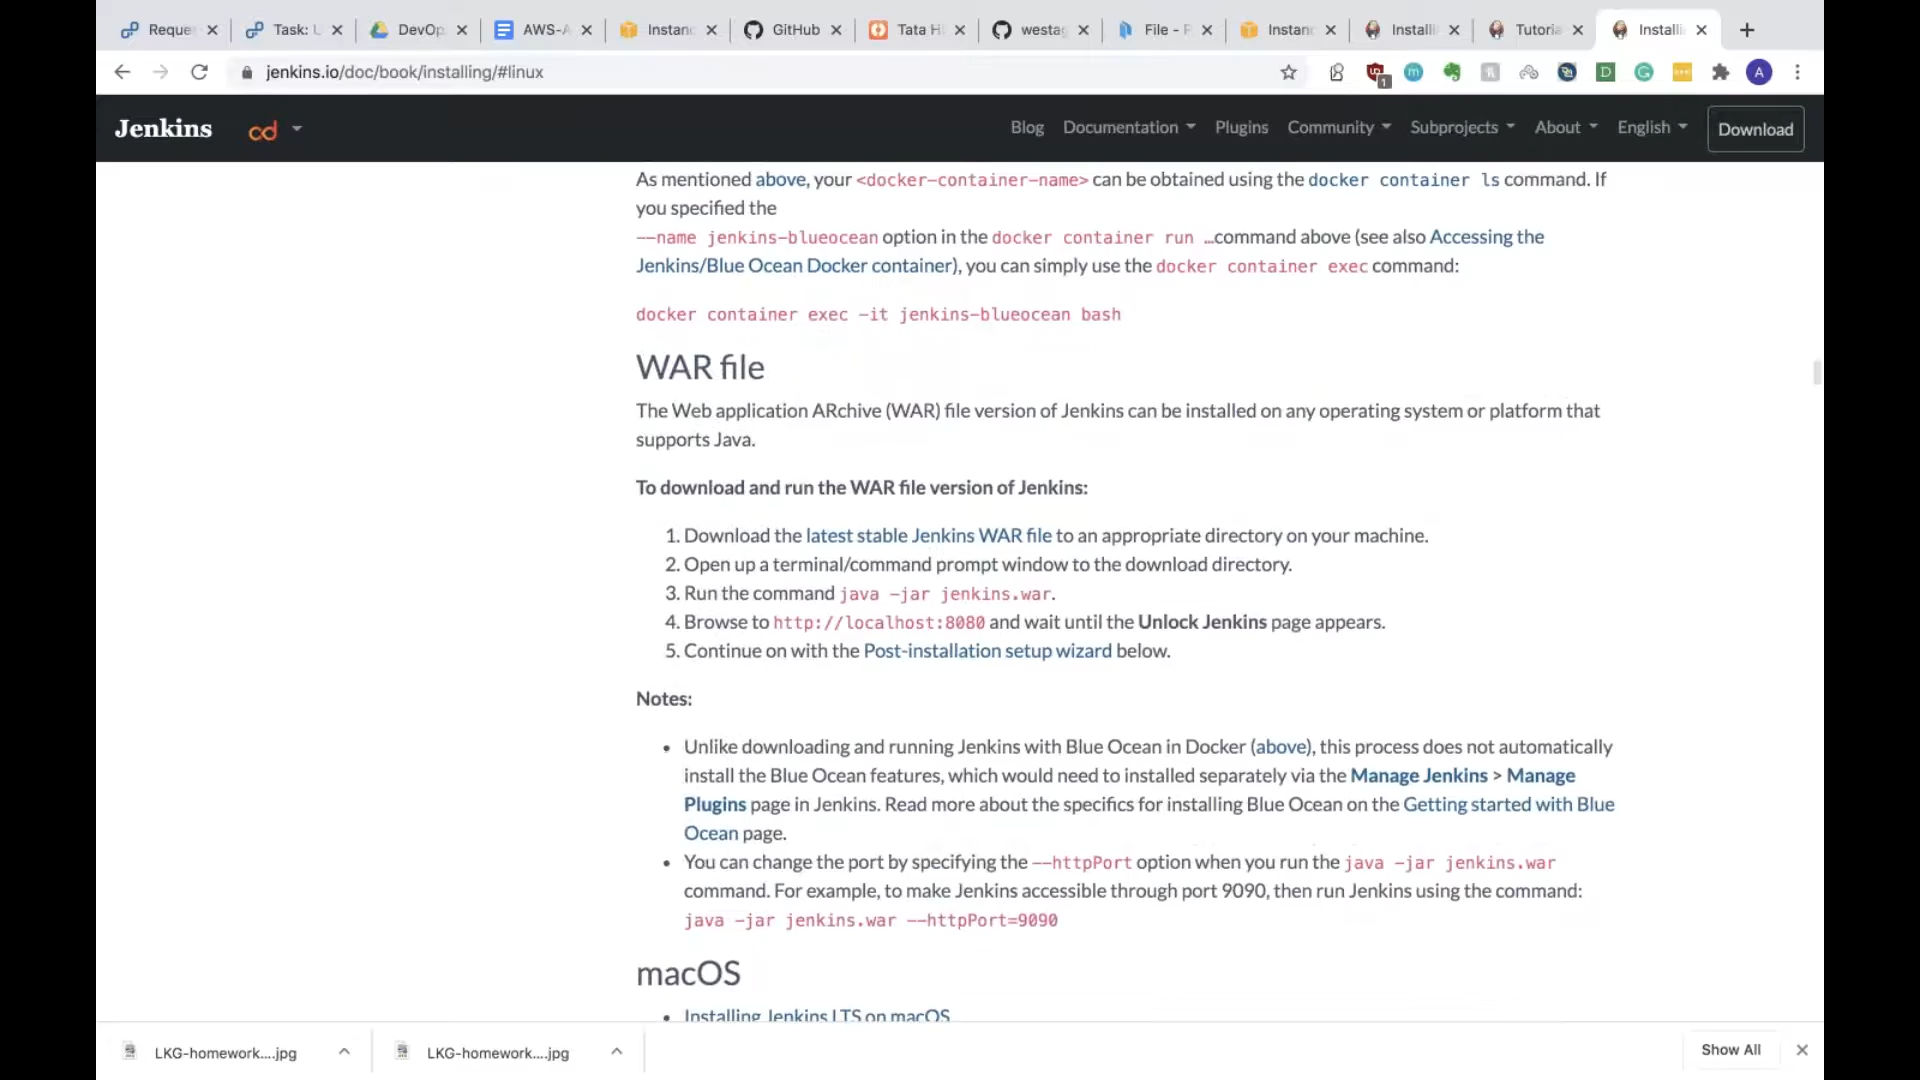 Reques
Task: L
DevOp
AWS-A
Instanc
GitHub
Tata H
westag
File - P
Instanc
Installi
Tutoria
Installi
jenkins.io/doc/book/installing/#linux
1
m
D
G
A
Jenkins
cd
Blog
Documentation
Plugins
Community
Subprojects
About
English
Download
As mentioned above, your <docker-container-name> can be obtained using the docker container ls command. If
you specified the
--name jenkins-blueocean option in the docker container run …command above (see also Accessing the
Jenkins/Blue Ocean Docker container), you can simply use the docker container exec command:
docker container exec -it jenkins-blueocean bash
WAR file
The Web application ARchive (WAR) file version of Jenkins can be installed on any operating system or platform that
supports Java.
To download and run the WAR file version of Jenkins:
1. Download the latest stable Jenkins WAR file to an appropriate directory on your machine.
2. Open up a terminal/command prompt window to the download directory.
3. Run the command java -jar jenkins.war.
4. Browse to http://localhost:8080 and wait until the Unlock Jenkins page appears.
5. Continue on with the Post-installation setup wizard below.
Notes:
• Unlike downloading and running Jenkins with Blue Ocean in Docker (above), this process does not automatically
install the Blue Ocean features, which would need to installed separately via the Manage Jenkins > Manage
Plugins page in Jenkins. Read more about the specifics for installing Blue Ocean on the Getting started with Blue
Ocean page.
• You can change the port by specifying the --httpPort option when you run the java -jar jenkins.war
command. For example, to make Jenkins accessible through port 9090, then run Jenkins using the command:
java -jar jenkins.war --httpPort=9090
macOS
• Installing Jenkins LTS on macOS
LKG-homework....jpg
LKG-homework....jpg
Show All